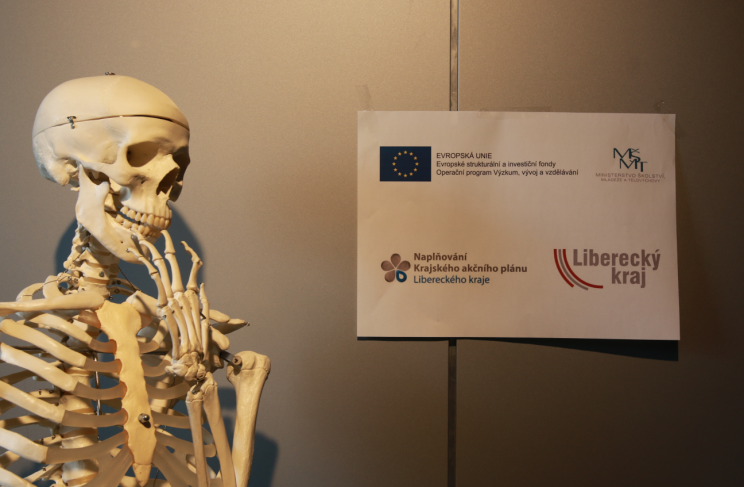 EVROPSKÁ UNIE
Evropské strukturální a investiční fondy
Operační program Výzkum, vývoj a vzdělávání
MŠMT
MINISTERSTVO ŠKOLSTVÍ,
MLÁDEŽE A TĚLOVÝCHOVY
Naplňování
Krajského akčního plánu
Libereckého kraje
Liberecký
kraj